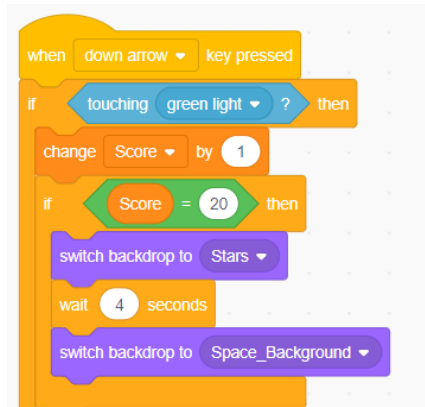 when down arrow key pressed
if touching green light ? then
change Score by 1
if Score = 20 then
switch backdrop to Stars
wait 4 seconds
switch backdrop to Space_Background